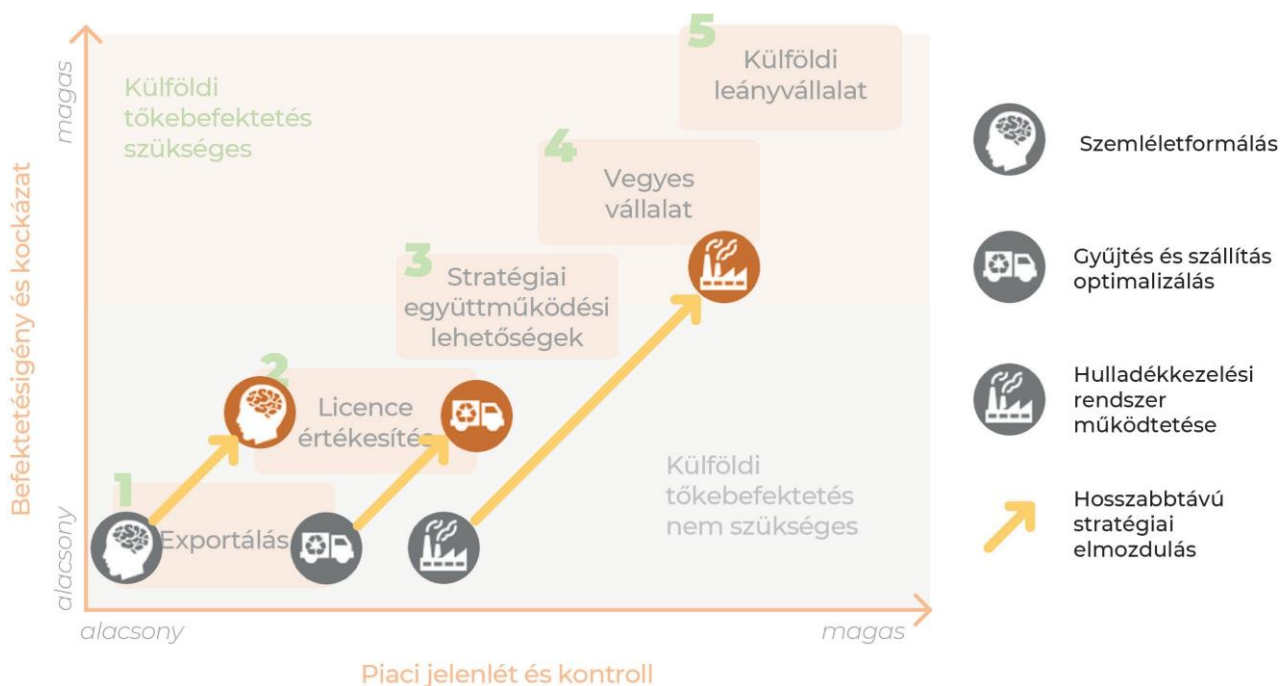 magas
Külföldi
tőkebefektetés
szükséges
5
Külföldi
leányvállalat
4
Vegyes
vállalat
3
Stratégiai
együttműködési
lehetőségek
2
Licence
értékesítés
1
Exportálás
Külföldi
tőkebefektetés
nem szükséges
Befektetésigény és kockázat
alacsony
alacsony
magas
Piaci jelenlét és kontroll
Szemléletformálás
Gyűjtés és szállítás
optimalizálás
Hulladékkezelési
rendszer
működtetése
Hosszabbtávú
stratégiai
elmozdulás